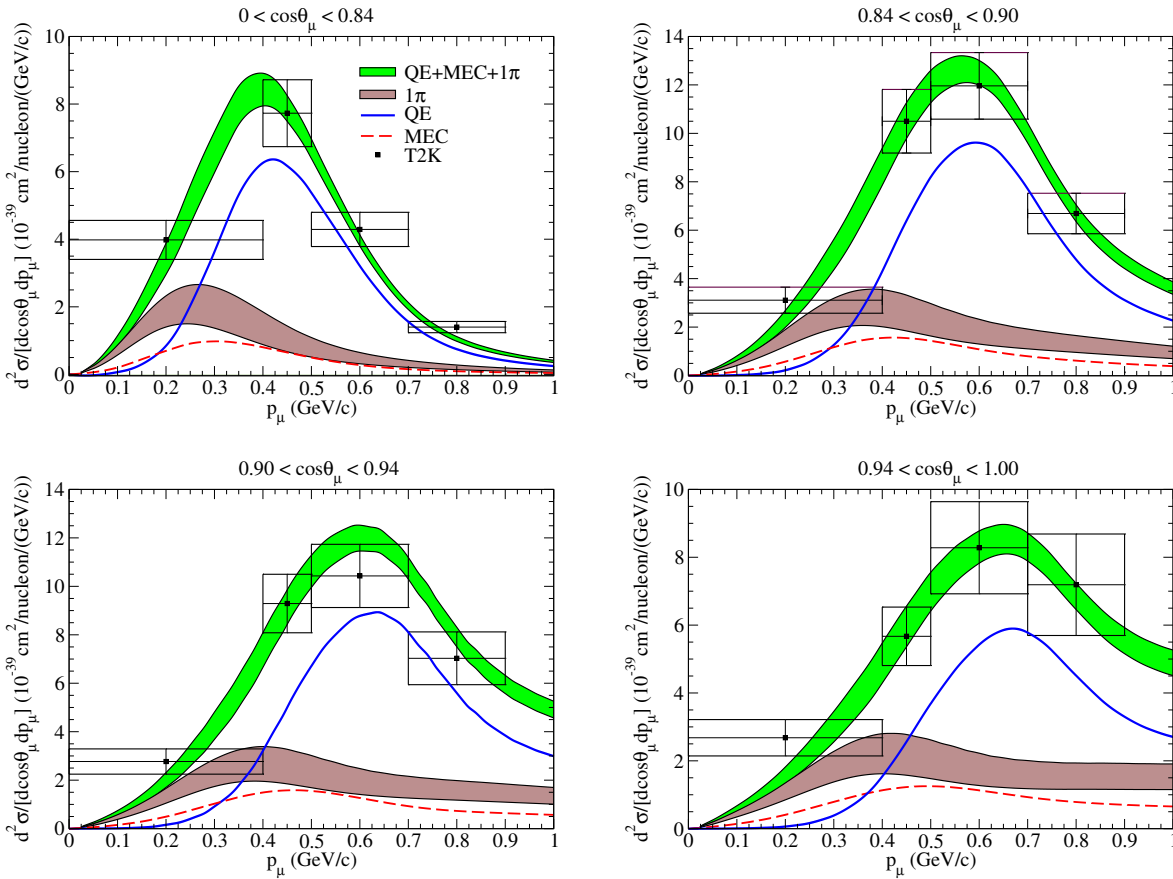 0 < cosθμ < 0.84
d²σ/[dcosθμ dpμ] (10⁻³⁹ cm²/nucleon/(GeV/c))
10
8
6
4
2
0
QE+MEC+1π
1π
QE
MEC
T2K
0 0.1 0.2 0.3 0.4 0.5 0.6 0.7 0.8 0.9 1
pμ (GeV/c)
0.84 < cosθμ < 0.90
d²σ/[dcosθμ dpμ] (10⁻³⁹ cm²/nucleon/(GeV/c))
14
12
10
8
6
4
2
0
0 0.1 0.2 0.3 0.4 0.5 0.6 0.7 0.8 0.9 1
pμ (GeV/c)
0.90 < cosθμ < 0.94
d²σ/[dcosθμ dpμ] (10⁻³⁹ cm²/nucleon/(GeV/c))
14
12
10
8
6
4
2
0
0 0.1 0.2 0.3 0.4 0.5 0.6 0.7 0.8 0.9 1
pμ (GeV/c)
0.94 < cosθμ < 1.00
d²σ/[dcosθμ dpμ] (10⁻³⁹ cm²/nucleon/(GeV/c))
10
8
6
4
2
0
0 0.1 0.2 0.3 0.4 0.5 0.6 0.7 0.8 0.9 1
pμ (GeV/c)